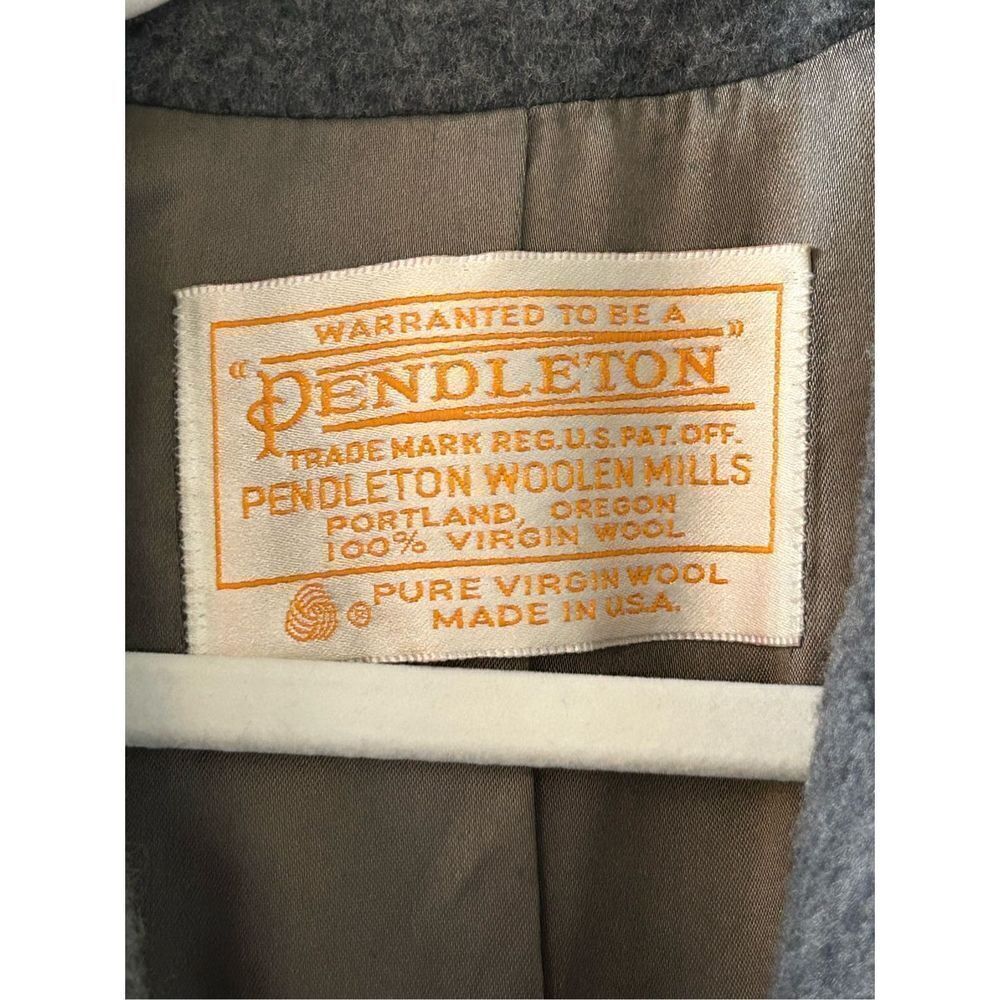 WARRANTED TO BE A
"PENDLETON"
TRADE MARK REG. U.S. PAT. OFF.
PENDLETON WOOLEN MILLS
PORTLAND, OREGON
100% VIRGIN WOOL
® PURE VIRGIN WOOL
MADE IN U.S.A.